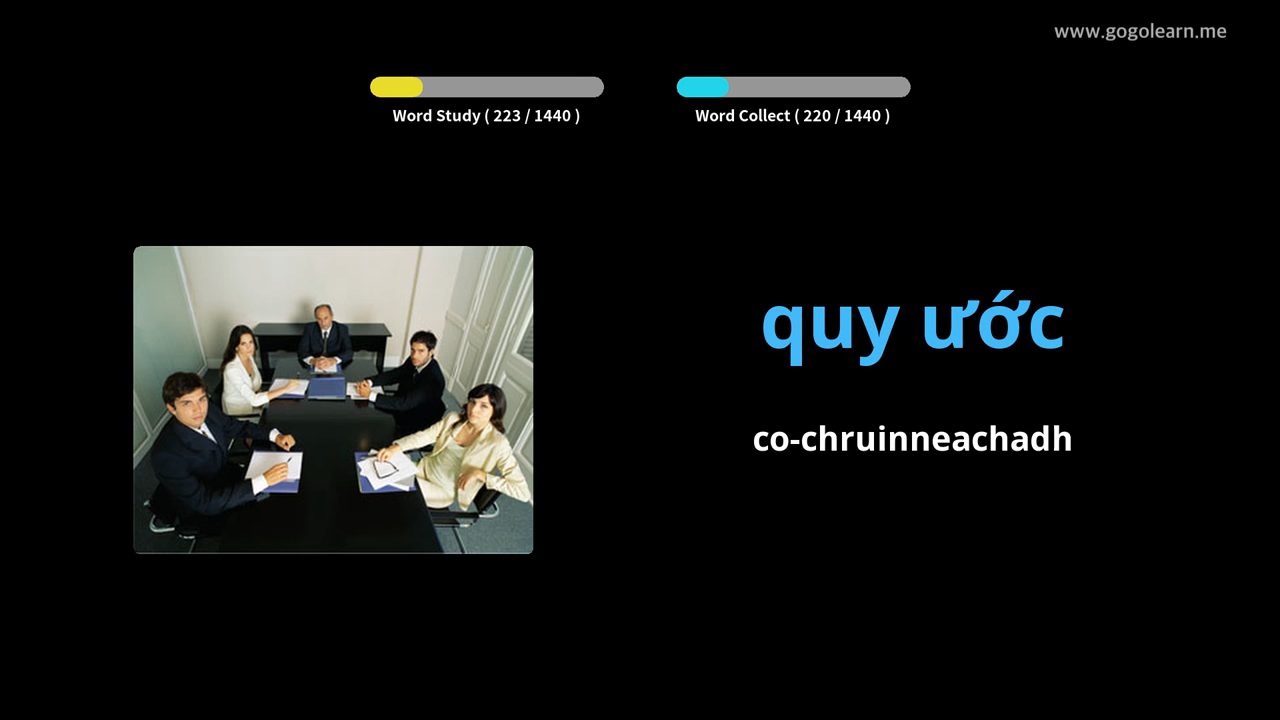 www.gogolearn.me
Word Study ( 223 / 1440 )
Word Collect ( 220 / 1440 )
quy ước
co-chruinneachadh